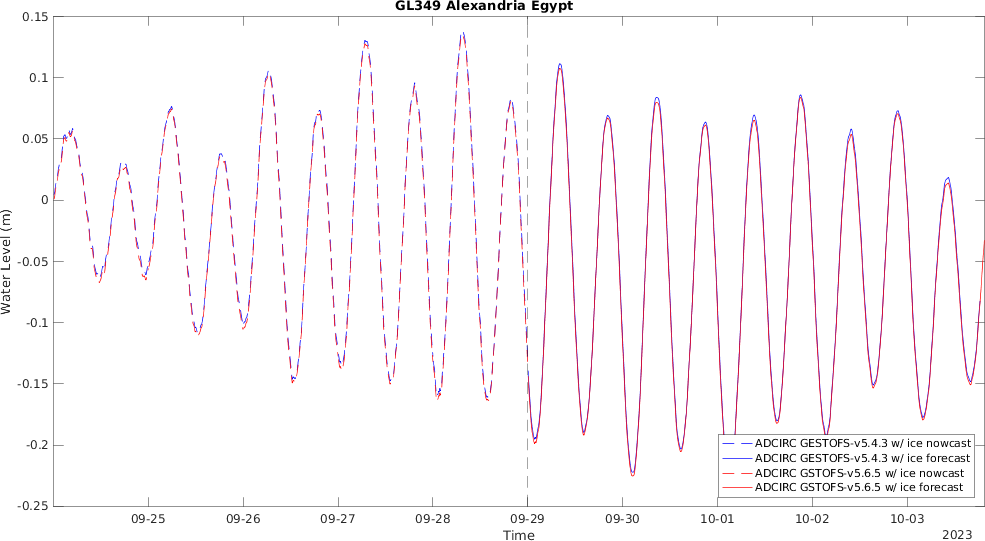 GL349 Alexandria Egypt
0.15
0.1
0.05
0
-0.05
-0.1
-0.15
-0.2
-0.25
Water Level (m)
09-25 09-26 09-27 09-28 09-29 09-30 10-01 10-02 10-03
Time
2023
ADCIRC GESTOFS-v5.4.3 w/ ice nowcast
ADCIRC GESTOFS-v5.4.3 w/ ice forecast
ADCIRC GSTOFS-v5.6.5 w/ ice nowcast
ADCIRC GSTOFS-v5.6.5 w/ ice forecast